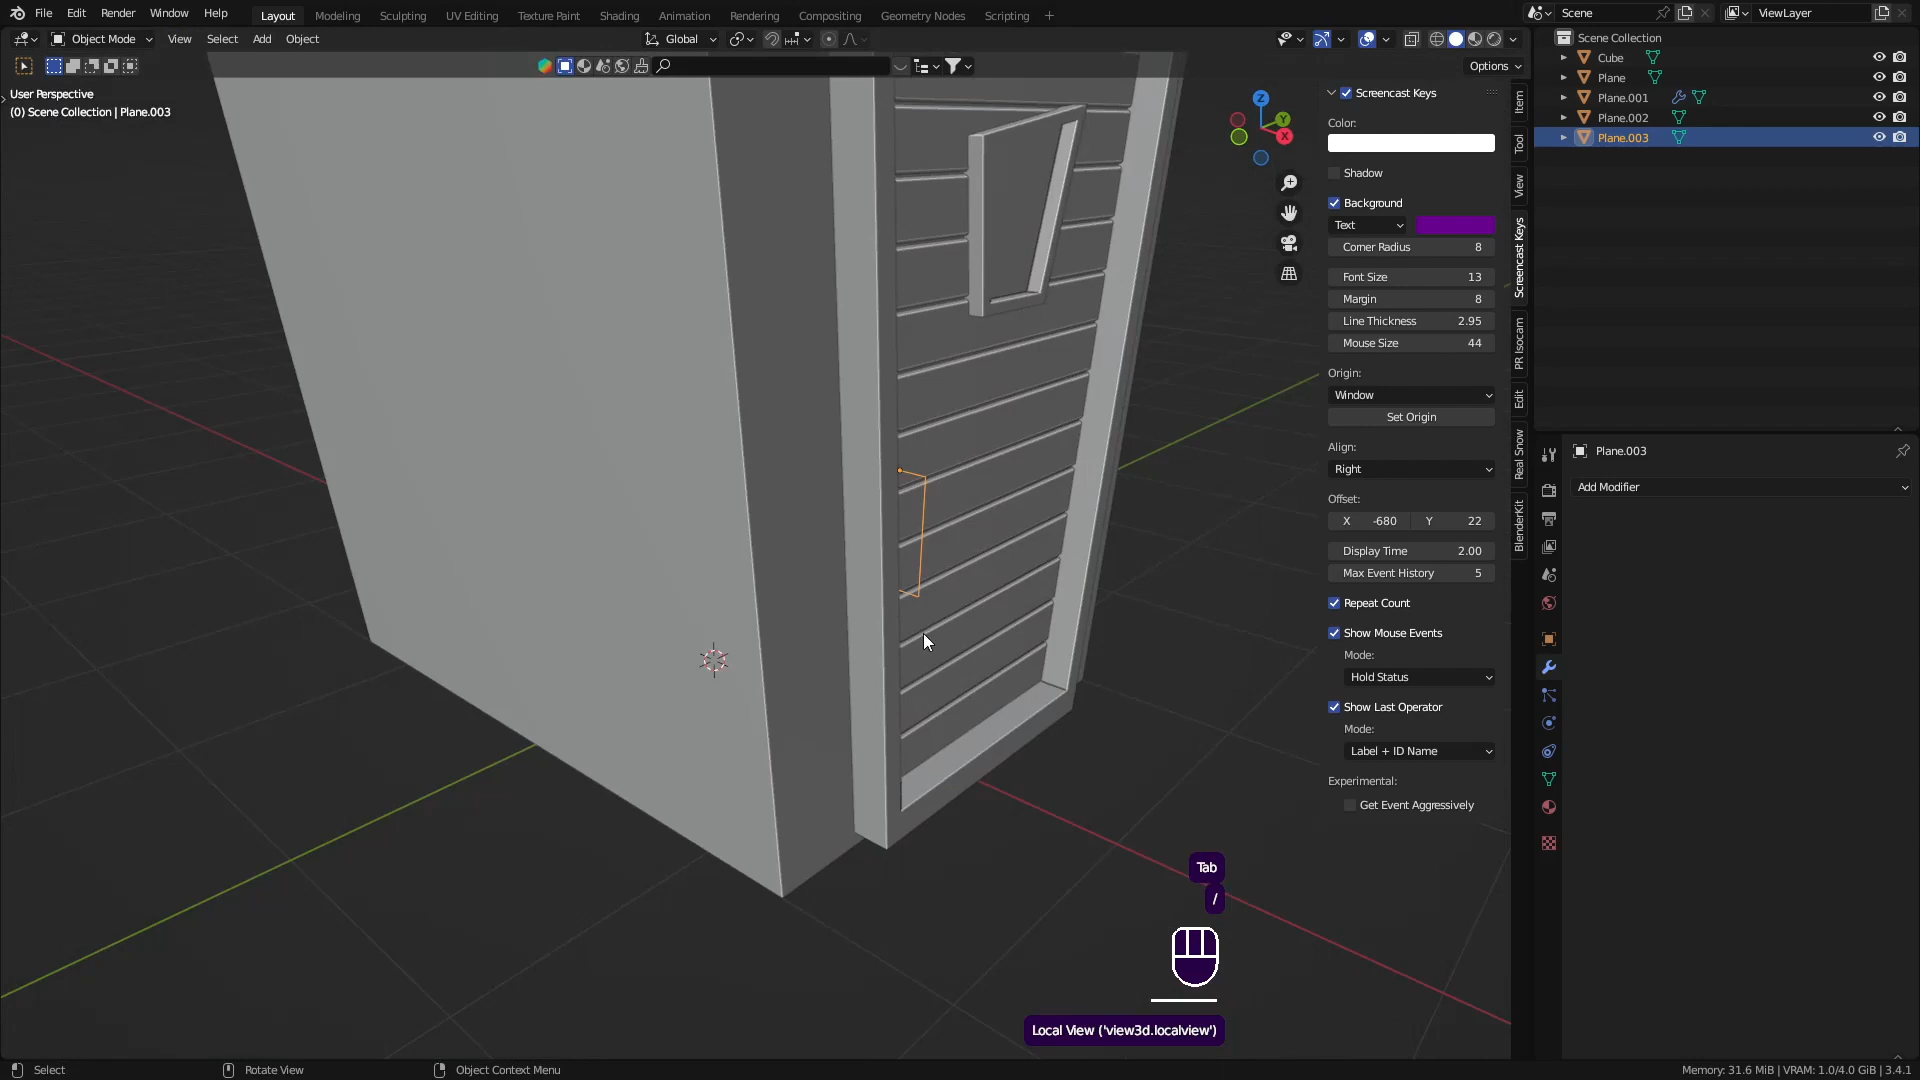 File Edit Render Window Help Layout Modeling Sculpting UV Editing Texture Paint Shading Animation Rendering Compositing Geometry Nodes Scripting + Scene ViewLayer
Object Mode View Select Add Object Global
Options
User Perspective
(0) Scene Collection | Plane.003
Z
Y
X
Screencast Keys
Color:
Shadow
Background
Text
Corner Radius 8
Font Size 13
Margin 8
Line Thickness 2.95
Mouse Size 44
Origin:
Window
Set Origin
Align:
Right
Offset:
X -680 Y 22
Display Time 2.00
Max Event History 5
Repeat Count
Show Mouse Events
Mode:
Hold Status
Show Last Operator
Mode:
Label + ID Name
Experimental:
Get Event Aggressively
Item
Tool
View
Screencast Keys
PR Isocam
Edit
Real Snow
BlenderKit
Scene Collection
Cube
Plane
Plane.001
Plane.002
Plane.003
Plane.003
Add Modifier
Tab
/
Local View ('view3d.localview')
Select Rotate View Object Context Menu Memory: 31.6 MiB | VRAM: 1.0/4.0 GiB | 3.4.1